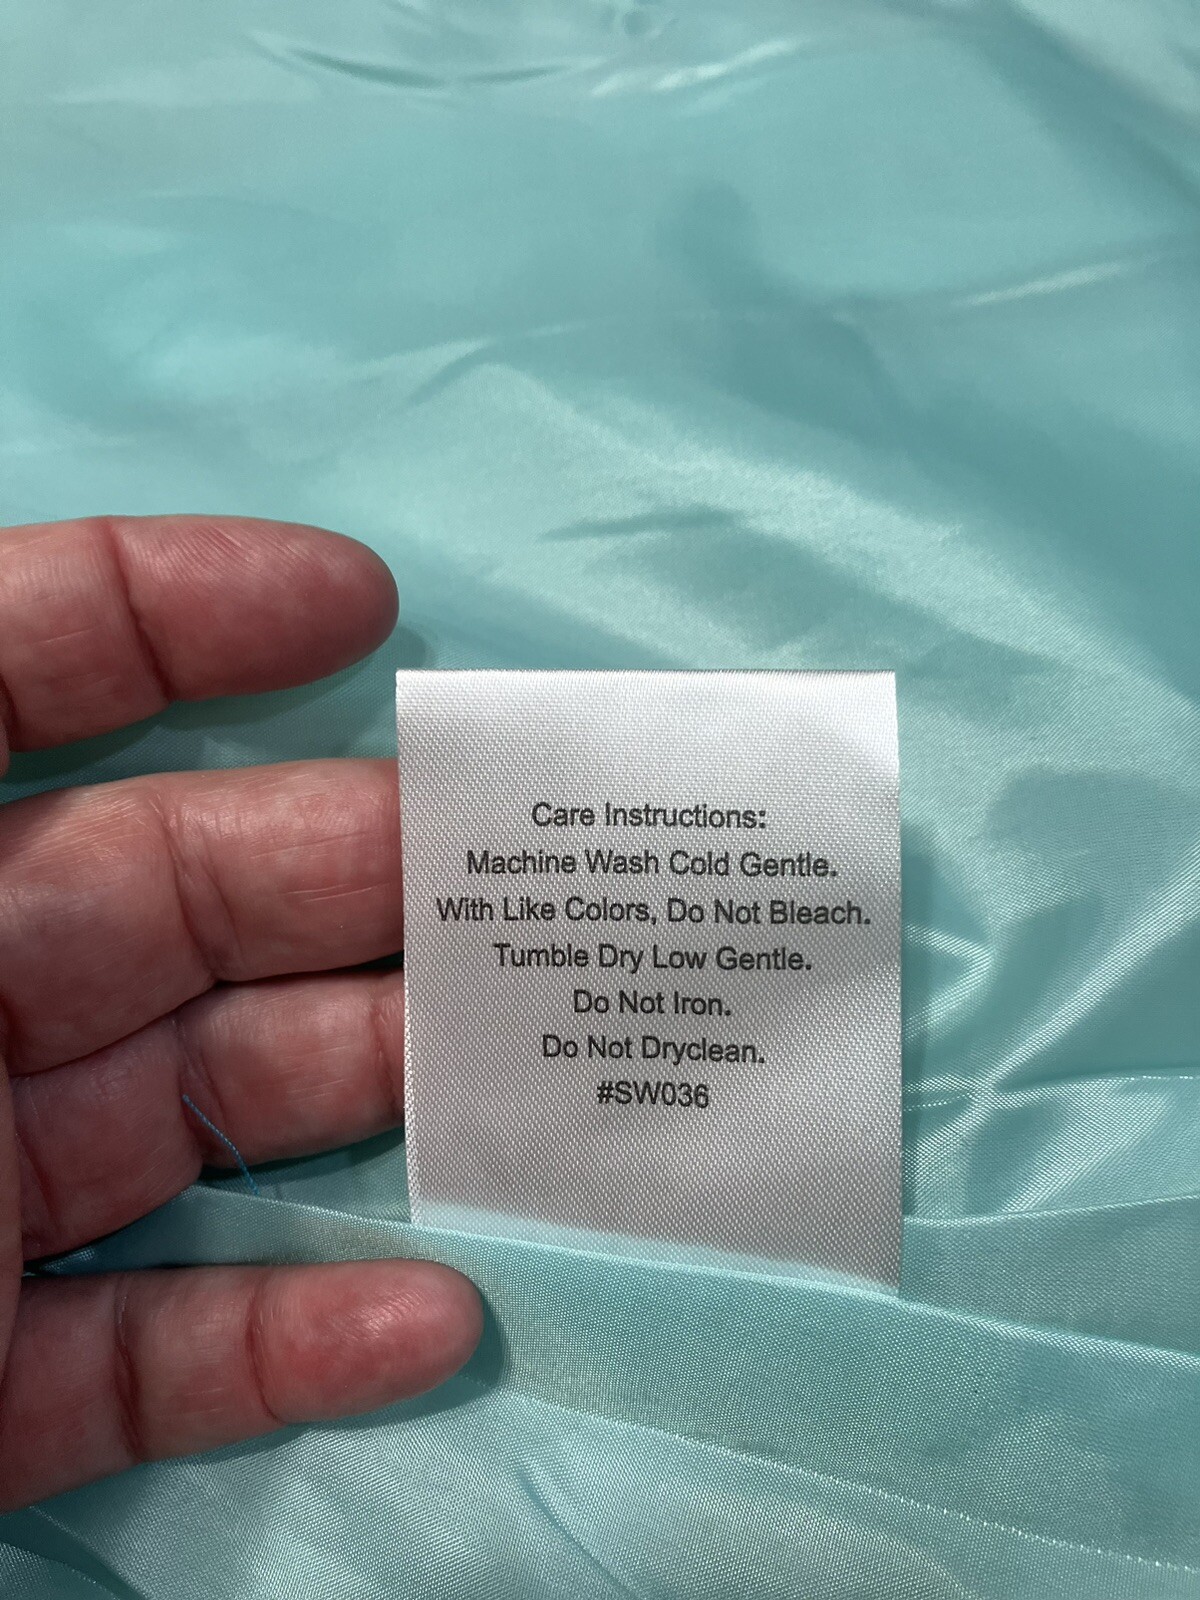 Care Instructions:
Machine Wash Cold Gentle.
With Like Colors, Do Not Bleach.
Tumble Dry Low Gentle.
Do Not Iron.
Do Not Dryclean.
#SW036